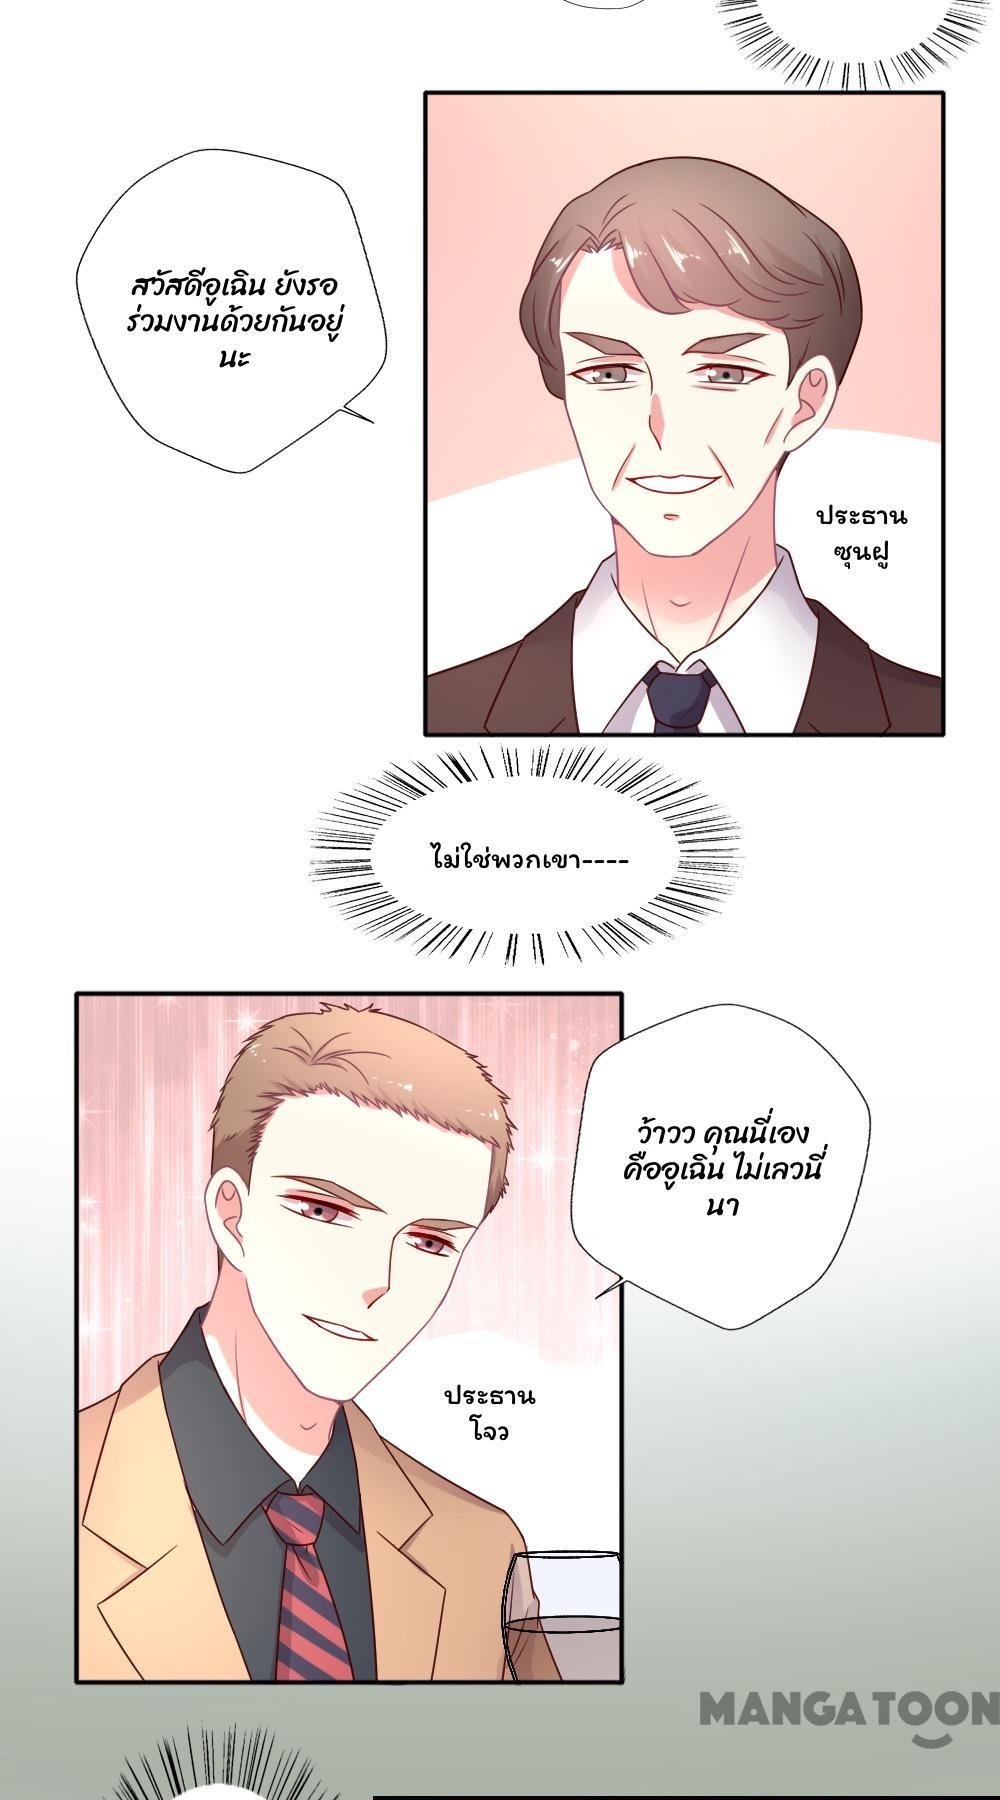 สวัสดีอูเฉิน ยังรอ
ร่วมงานด้วยกันอยู่
นะ
ประธาน
ซุนฝู
ไม่ใช่พวกเขา----
ว้าวว คุณนี่เอง
คืออูเฉิน ไม่เลวนี่
นา
ประธาน
โจว
MANGATOON